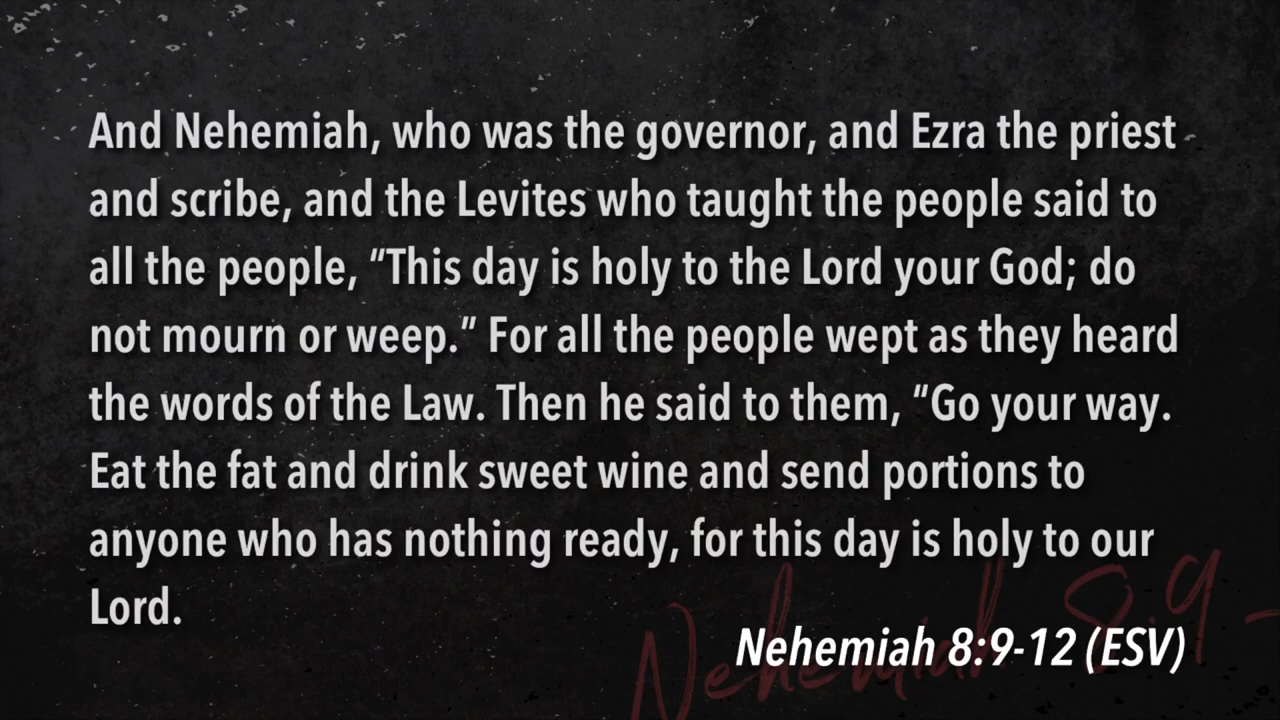 And Nehemiah, who was the governor, and Ezra the priest
and scribe, and the Levites who taught the people said to
all the people, “This day is holy to the Lord your God; do
not mourn or weep.” For all the people wept as they heard
the words of the Law. Then he said to them, “Go your way.
Eat the fat and drink sweet wine and send portions to
anyone who has nothing ready, for this day is holy to our
Lord.
Nehemiah 8:9-12 (ESV)
Nehemiah 8:9-